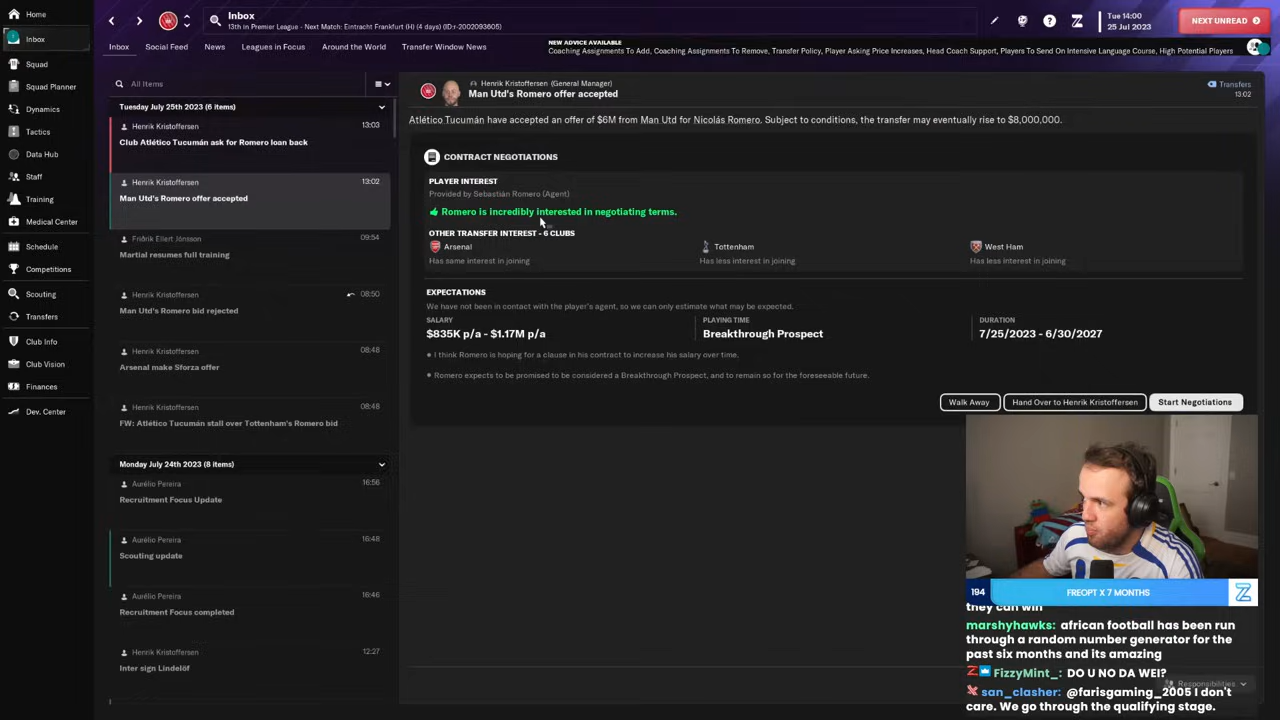 Home
Inbox
Squad
Squad Planner
Dynamics
Tactics
Data Hub
Staff
Training
Medical Center
Schedule
Competitions
Scouting
Transfers
Club Info
Club Vision
Finances
Dev. Center
Inbox
13th in Premier League - Next Match: Eintracht Frankfurt (H) (4 days) (ID:r-2002093605)
Tue 14:00
25 Jul 2023
NEXT UNREAD
Inbox
Social Feed
News
Leagues in Focus
Around the World
Transfer Window News
NEW ADVICE AVAILABLE
Coaching Assignments To Add, Coaching Assignments To Remove, Transfer Policy, Player Asking Price Increases, Head Coach Support, Players To Send On Intensive Language Course, High Potential Players
All Items
Tuesday July 25th 2023 (6 items)
Henrik Kristoffersen 13:03
Club Atlético Tucumán ask for Romero loan back
Henrik Kristoffersen 13:02
Man Utd's Romero offer accepted
Friðrik Ellert Jónsson 09:54
Martial resumes full training
Henrik Kristoffersen 08:50
Man Utd's Romero bid rejected
Henrik Kristoffersen 08:48
Arsenal make Sforza offer
Henrik Kristoffersen 08:48
FW: Atlético Tucumán stall over Tottenham's Romero bid
Monday July 24th 2023 (8 items)
Aurélio Pereira 16:56
Recruitment Focus Update
Aurélio Pereira 16:48
Scouting update
Aurélio Pereira 16:46
Recruitment Focus completed
Henrik Kristoffersen 12:27
Inter sign Lindelöf
Henrik Kristoffersen (General Manager)
Man Utd's Romero offer accepted
Transfers
13:02
Atlético Tucumán have accepted an offer of $6M from Man Utd for Nicolás Romero. Subject to conditions, the transfer may eventually rise to $8,000,000.
CONTRACT NEGOTIATIONS
PLAYER INTEREST
Provided by Sebastián Romero (Agent)
Romero is incredibly interested in negotiating terms.
OTHER TRANSFER INTEREST - 6 CLUBS
Arsenal
Has same interest in joining
Tottenham
Has less interest in joining
West Ham
Has less interest in joining
EXPECTATIONS
We have not been in contact with the player's agent, so we can only estimate what may be expected.
SALARY
$835K p/a - $1.17M p/a
PLAYING TIME
Breakthrough Prospect
DURATION
7/25/2023 - 6/30/2027
I think Romero is hoping for a clause in his contract to increase his salary over time.
Romero expects to be promised to be considered a Breakthrough Prospect, and to remain so for the foreseeable future.
Walk Away
Hand Over to Henrik Kristoffersen
Start Negotiations
194
FREOPT X 7 MONTHS
they can win
marshyhawks: african football has been run
through a random number generator for the
past six months and its amazing
FizzyMint_: DO U NO DA WEI?
san_clasher: @farisgaming_2005 I don't
care. We go through the qualifying stage.
Responsibilities